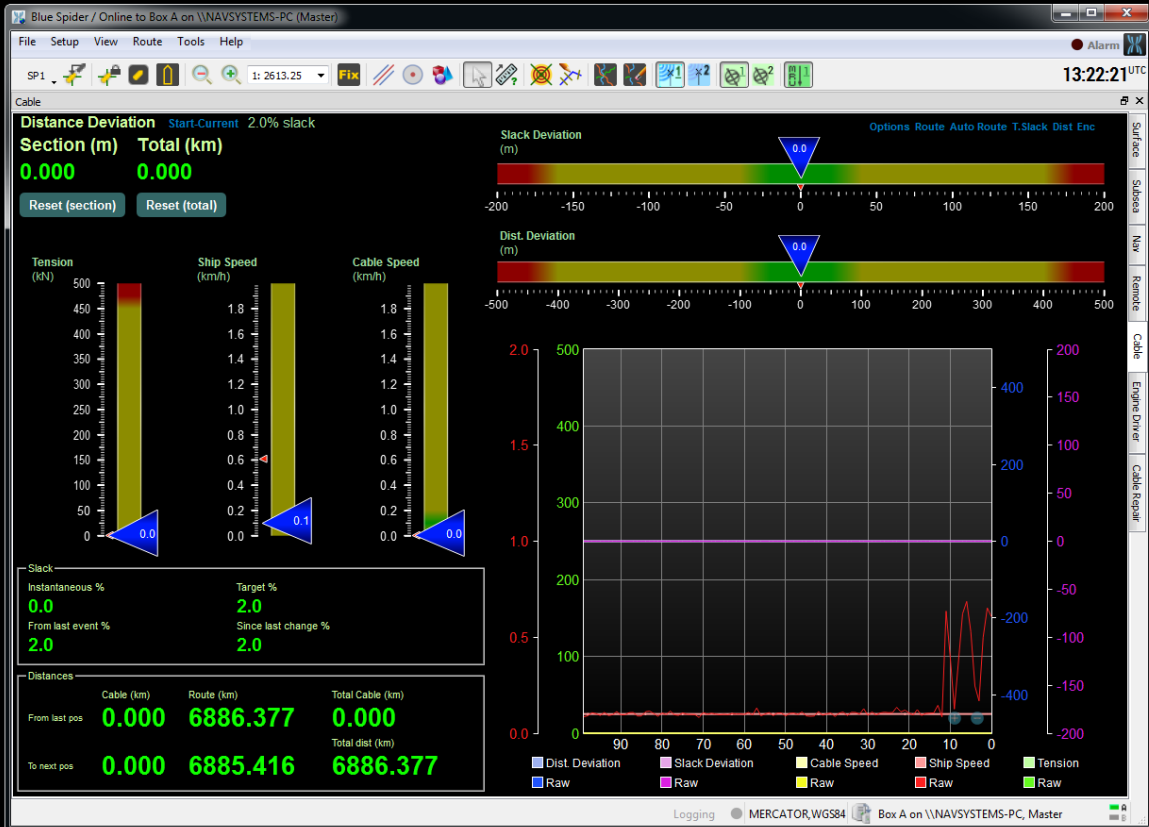 Blue Spider / Online to Box A on \\NAVSYSTEMS-PC (Master)
File Setup View Route Tools Help
Alarm
SP1
1: 2613.25
Fix
1
2
1
2
MRU 1
13:22:21 UTC
Cable
Distance Deviation Start-Current 2.0% slack
Section (m) Total (km)
0.000 0.000
Reset (section) Reset (total)
Options Route Auto Route T.Slack Dist Enc
Slack Deviation
(m)
0.0
-200 -150 -100 -50 0 50 100 150 200
Dist. Deviation
(m)
0.0
-500 -400 -300 -200 -100 0 100 200 300 400 500
Tension
(kN)
500
450
400
350
300
250
200
150
100
50
0
0.0
Ship Speed
(km/h)
1.8
1.6
1.4
1.2
1.0
0.8
0.6
0.4
0.2
0.0
0.1
Cable Speed
(km/h)
1.8
1.6
1.4
1.2
1.0
0.8
0.6
0.4
0.2
0.0
0.0
Slack
Instantaneous % Target %
0.0 2.0
From last event % Since last change %
2.0 2.0
Distances
Cable (km) Route (km) Total Cable (km)
From last pos 0.000 6886.377 0.000
Total dist (km)
To next pos 0.000 6885.416 6886.377
2.0
1.5
1.0
0.5
0.0
500
400
300
200
100
0
400
200
0
-200
-400
200
150
100
50
0
-50
-100
-150
-200
90 80 70 60 50 40 30 20 10 0
Dist. Deviation Slack Deviation Cable Speed Ship Speed Tension
Raw Raw Raw Raw Raw
Surface
Subsea
Nav
Remote
Cable
Engine Driver
Cable Repair
Logging MERCATOR,WGS84 Box A on \\NAVSYSTEMS-PC, Master
A
B